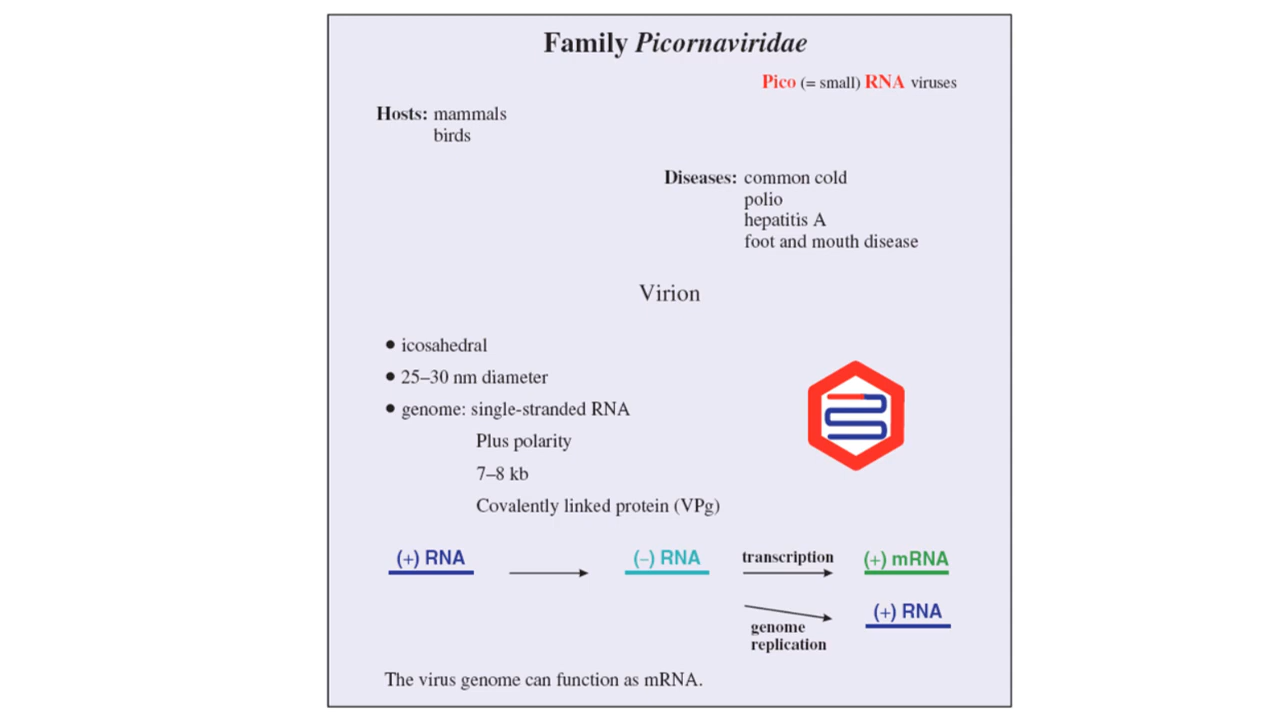 Family Picornaviridae
Pico (= small) RNA viruses
Hosts: mammals
birds
Diseases: common cold
polio
hepatitis A
foot and mouth disease
Virion
• icosahedral
• 25–30 nm diameter
• genome: single-stranded RNA
Plus polarity
7–8 kb
Covalently linked protein (VPg)
(+) RNA (−) RNA transcription (+) mRNA
(+) RNA
genome
replication
The virus genome can function as mRNA.